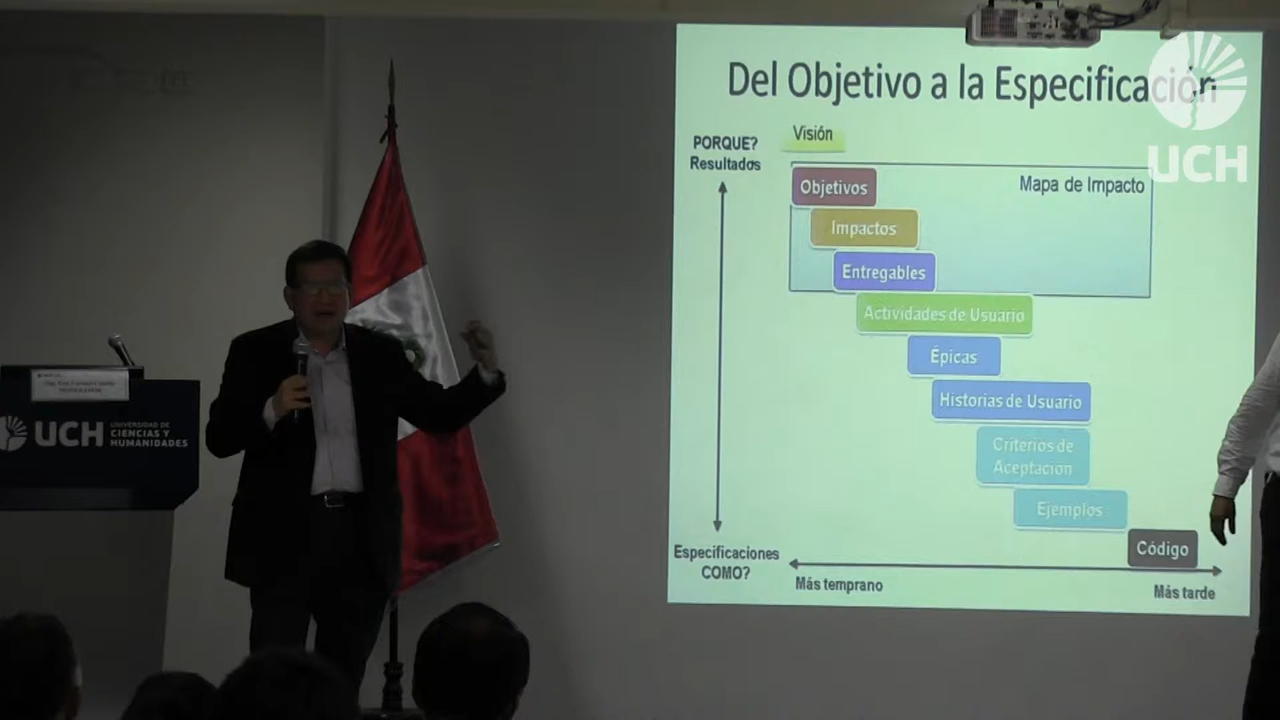 Del Objetivo a la Especificación
UCH
PORQUE?
Resultados
Visión
Mapa de Impacto
Objetivos
Impactos
Entregables
Actividades de Usuario
Épicas
Historias de Usuario
Criterios de
Aceptación
Ejemplos
Código
Especificaciones
COMO?
Más temprano
Más tarde
UCH
UNIVERSIDAD DE
CIENCIAS Y
HUMANIDADES